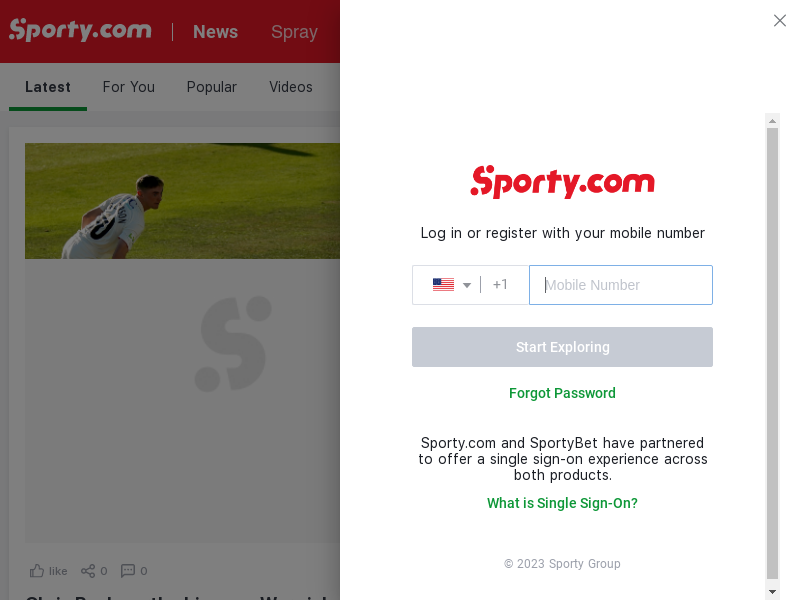 Sporty.com
News
Spray
Latest
For You
Popular
Videos
like
0
0
Sporty.com
Log in or register with your mobile number
+1
Mobile Number
Start Exploring
Forgot Password
Sporty.com and SportyBet have partnered
to offer a single sign-on experience across
both products.
What is Single Sign-On?
© 2023 Sporty Group